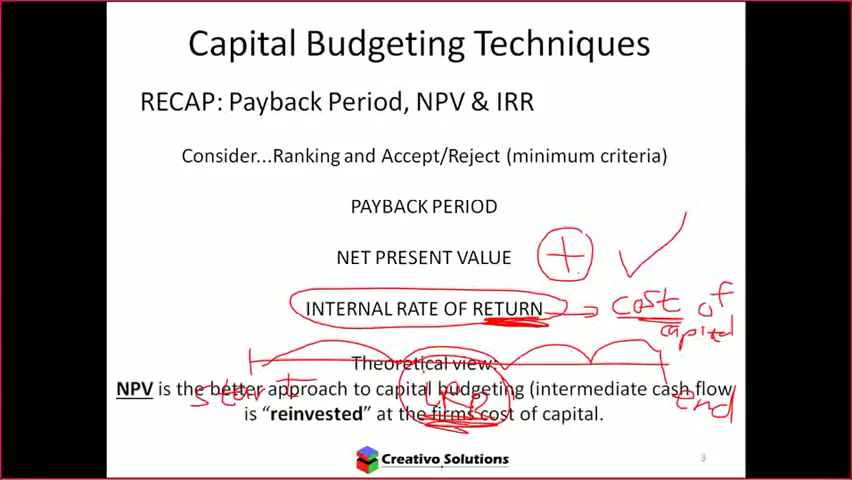 Capital Budgeting Techniques
RECAP: Payback Period, NPV & IRR
Consider...Ranking and Accept/Reject (minimum criteria)
PAYBACK PERIOD
NET PRESENT VALUE +
INTERNAL RATE OF RETURN cost of
capital
Theoretical view:
NPV is the better approach to capital budgeting (intermediate cash flow
start IRR end
is “reinvested” at the firms cost of capital.
Creativo Solutions
3